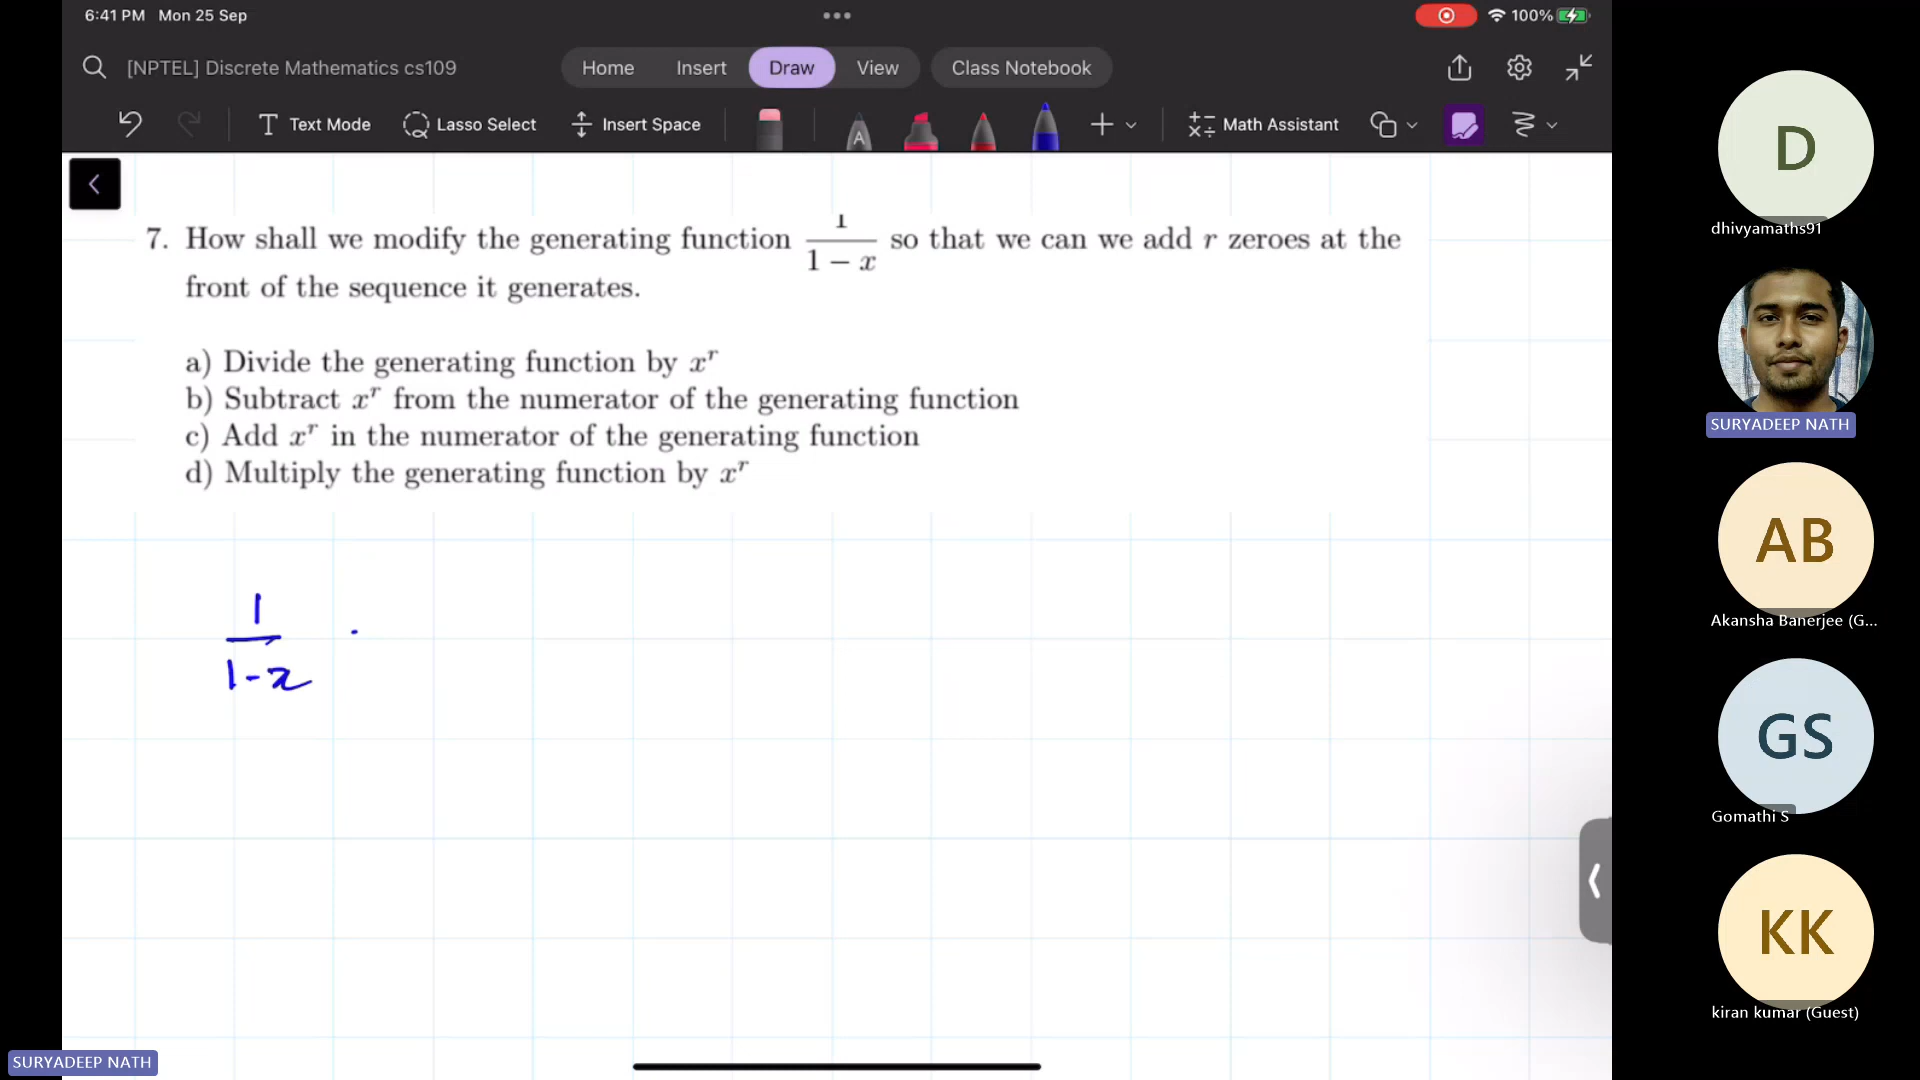 6:41 PM Mon 25 Sep
100%
[NPTEL] Discrete Mathematics cs109
Home
Insert
Draw
View
Class Notebook
Text Mode
Lasso Select
Insert Space
A
Math Assistant
7. How shall we modify the generating function 1/(1 − x) so that we can we add r zeroes at the
front of the sequence it generates.
a) Divide the generating function by x^r
b) Subtract x^r from the numerator of the generating function
c) Add x^r in the numerator of the generating function
d) Multiply the generating function by x^r
1
1-x
D
dhivyamaths91
SURYADEEP NATH
AB
Akansha Banerjee (G...
GS
Gomathi S
KK
kiran kumar (Guest)
SURYADEEP NATH